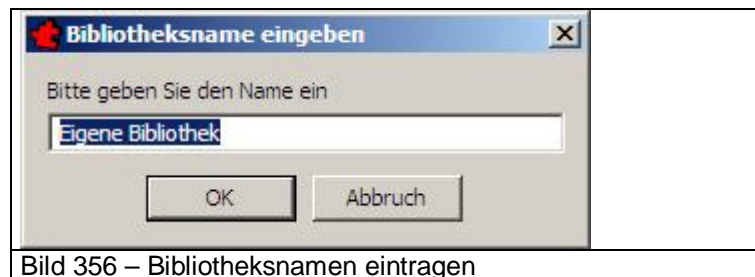 Bibliotheksname eingeben
Bitte geben Sie den Name ein
Eigene Bibliothek
OK Abbruch
Bild 356 – Bibliotheksnamen eintragen